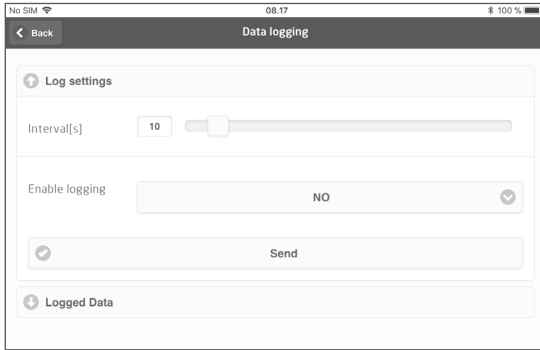 No SIM 08.17 100 %
Back Data logging
Log settings
Interval[s] 10
Enable logging NO
Send
Logged Data